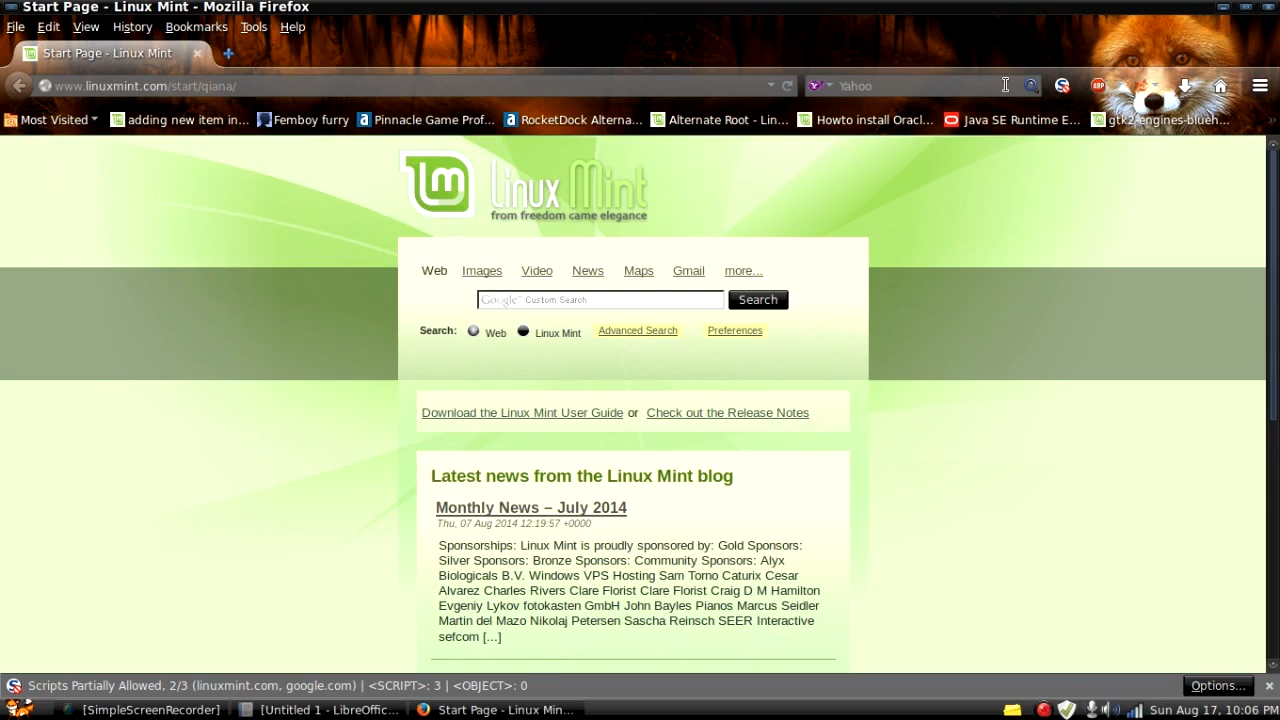 Start Page - Linux Mint - Mozilla Firefox
File Edit View History Bookmarks Tools Help
Start Page - Linux Mint
www.linuxmint.com/start/qiana/
Yahoo
ABP
Most Visited
adding new item in...
Femboy furry
Pinnacle Game Prof...
RocketDock Alterna...
Alternate Root - Lin...
Howto install Oracl...
Java SE Runtime E...
gtk2-engines-blueh...
Linux Mint
from freedom came elegance
Web Images Video News Maps Gmail more...
Google™ Custom Search
Search
Search: Web Linux Mint Advanced Search Preferences
Download the Linux Mint User Guide or Check out the Release Notes
Latest news from the Linux Mint blog
Monthly News – July 2014
Thu, 07 Aug 2014 12:19:57 +0000
Sponsorships: Linux Mint is proudly sponsored by: Gold Sponsors:
Silver Sponsors: Bronze Sponsors: Community Sponsors: Alyx
Biologicals B.V. Windows VPS Hosting Sam Torno Caturix Cesar
Alvarez Charles Rivers Clare Florist Clare Florist Craig D M Hamilton
Evgeniy Lykov fotokasten GmbH John Bayles Pianos Marcus Seidler
Martin del Mazo Nikolaj Petersen Sascha Reinsch SEER Interactive
sefcom [...]
Scripts Partially Allowed, 2/3 (linuxmint.com, google.com) | <SCRIPT>: 3 | <OBJECT>: 0
Options...
[SimpleScreenRecorder]
[Untitled 1 - LibreOffic...
Start Page - Linux Min...
Sun Aug 17, 10:06 PM